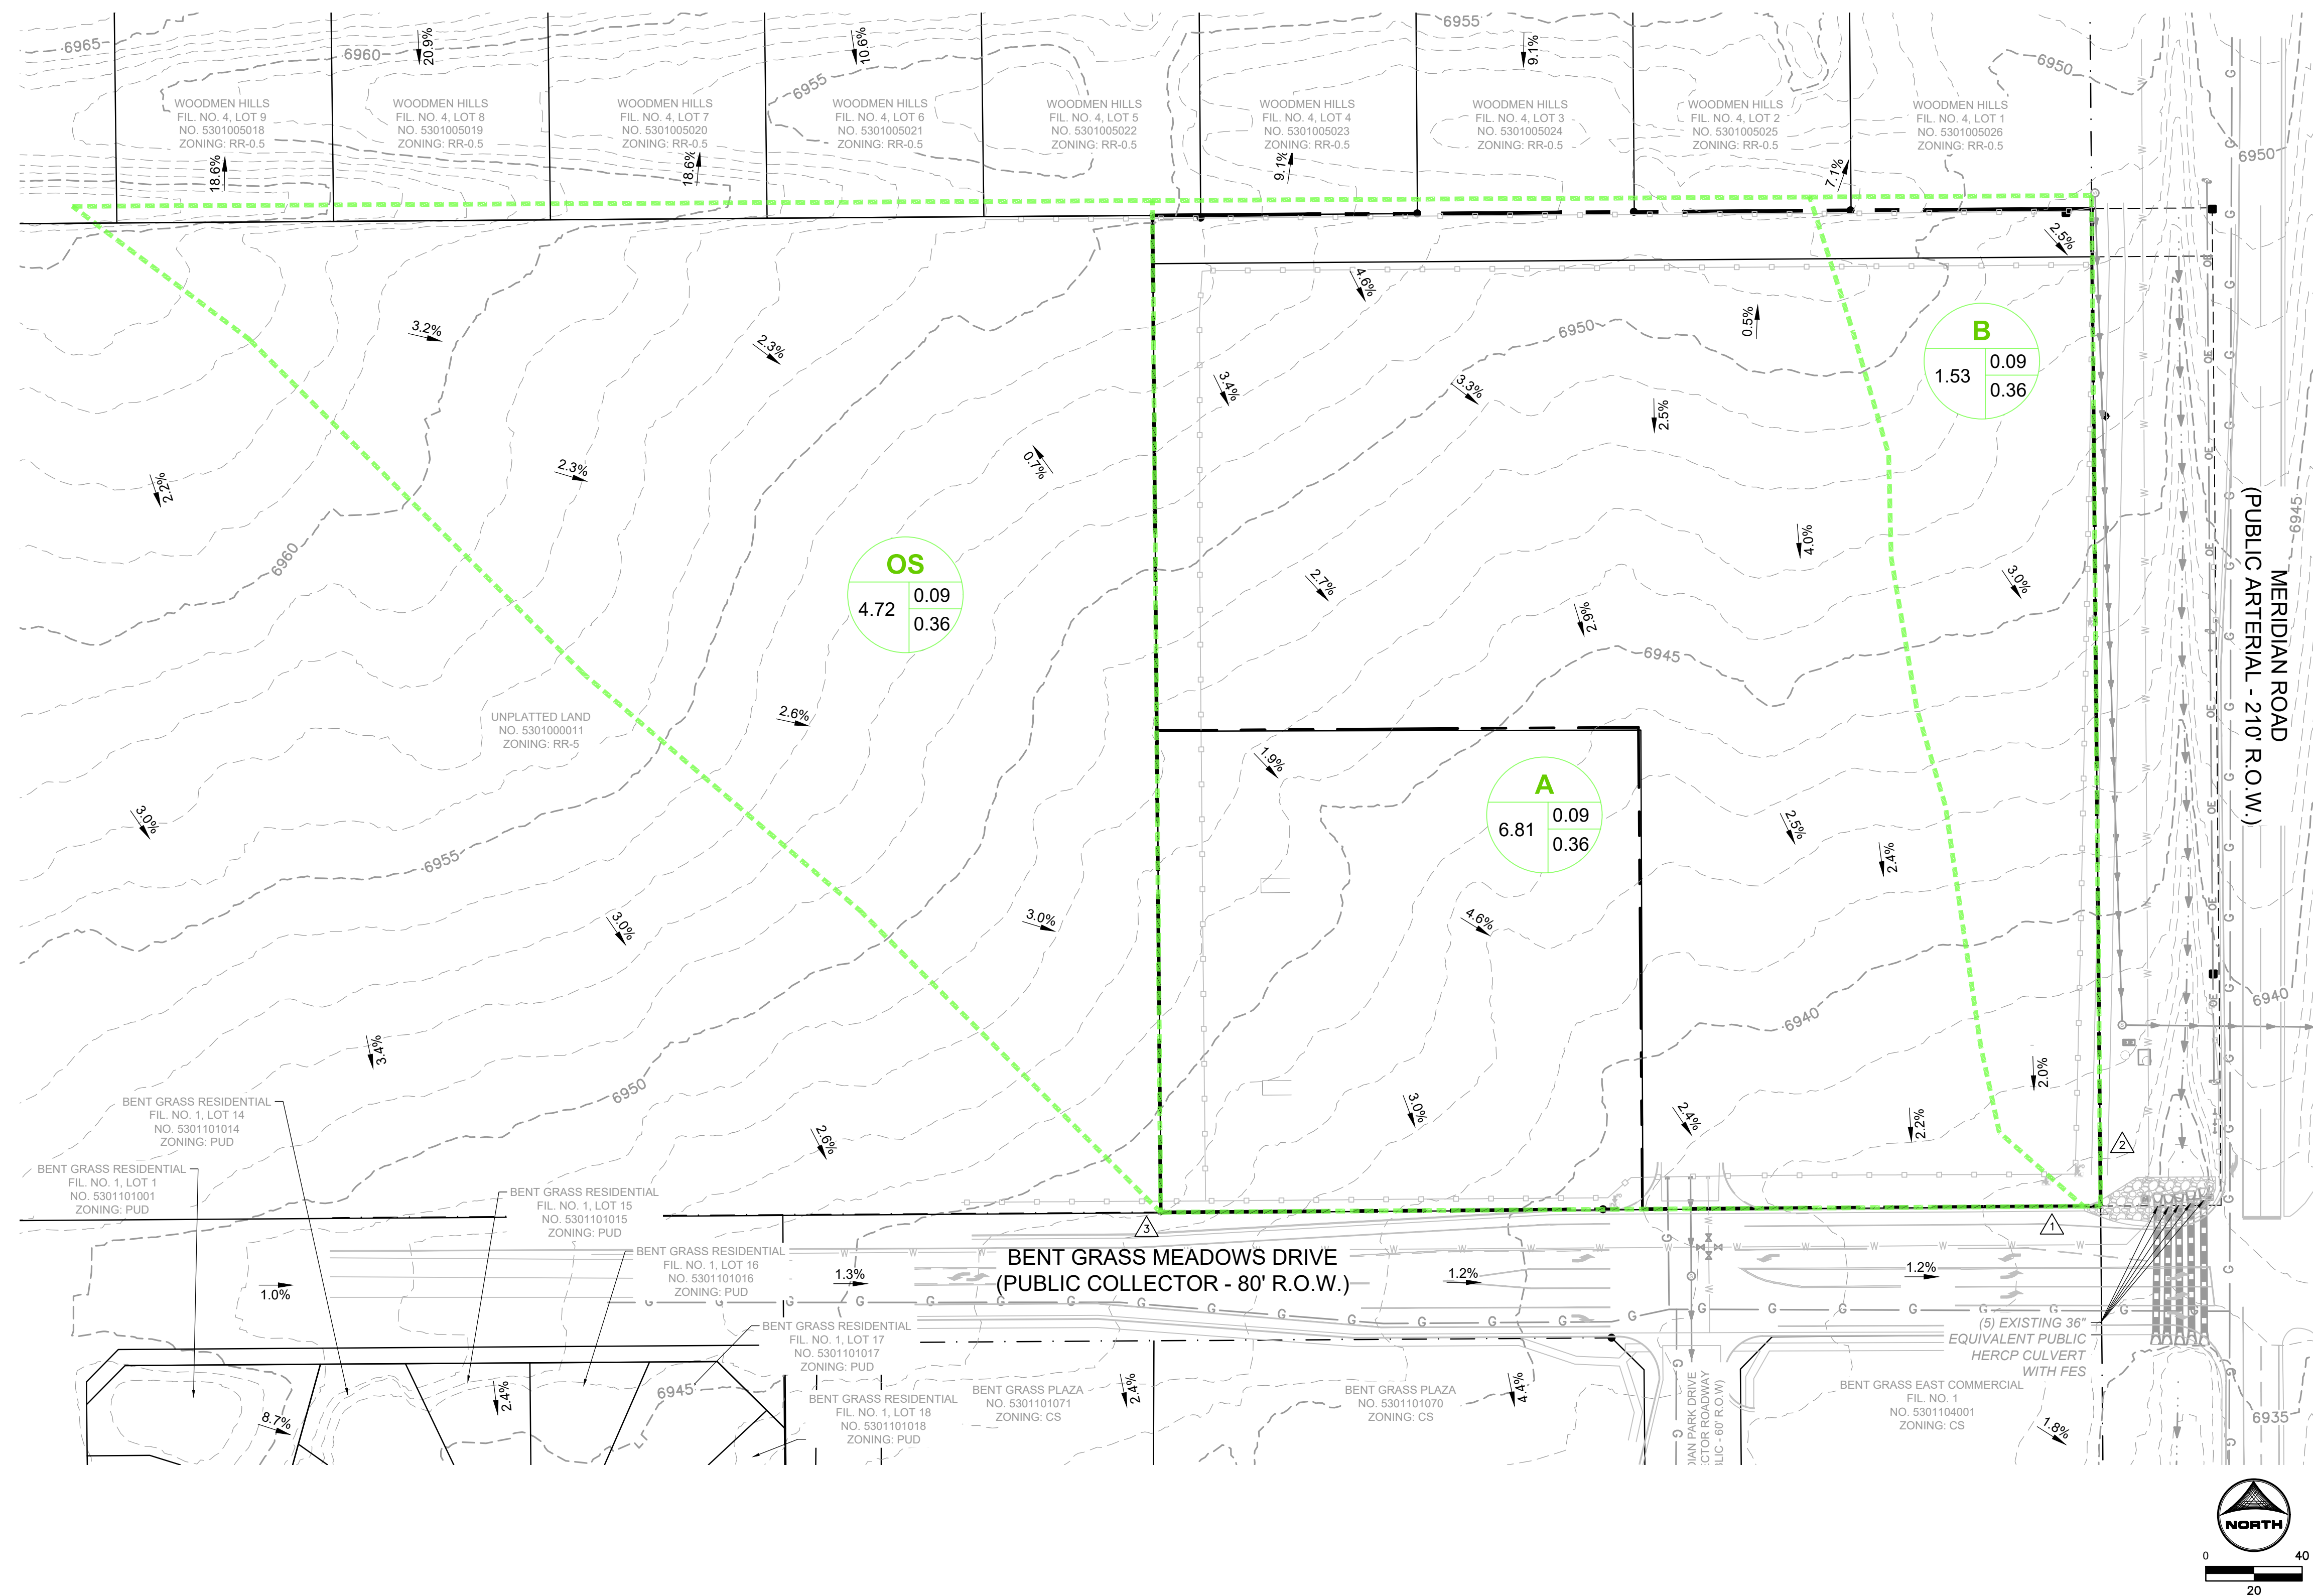 6965
6960
20.9%
10.6%
6955
6955
9.1%
6950
WOODMEN HILLS
FIL. NO. 4, LOT 9
NO. 5301005018
ZONING: RR-0.5
WOODMEN HILLS
FIL. NO. 4, LOT 8
NO. 5301005019
ZONING: RR-0.5
WOODMEN HILLS
FIL. NO. 4, LOT 7
NO. 5301005020
ZONING: RR-0.5
WOODMEN HILLS
FIL. NO. 4, LOT 6
NO. 5301005021
ZONING: RR-0.5
WOODMEN HILLS
FIL. NO. 4, LOT 5
NO. 5301005022
ZONING: RR-0.5
WOODMEN HILLS
FIL. NO. 4, LOT 4
NO. 5301005023
ZONING: RR-0.5
WOODMEN HILLS
FIL. NO. 4, LOT 3
NO. 5301005024
ZONING: RR-0.5
WOODMEN HILLS
FIL. NO. 4, LOT 2
NO. 5301005025
ZONING: RR-0.5
WOODMEN HILLS
FIL. NO. 4, LOT 1
NO. 5301005026
ZONING: RR-0.5
6950
18.6%
18.6%
9.1%
7.1%
2.5%
3.2%
2.3%
4.6%
6950
0.5%
B
1.53
0.09
0.36
3.4%
3.3%
2.5%
2.2%
2.3%
0.7%
6960
4.0%
6945
MERIDIAN ROAD
(PUBLIC ARTERIAL - 210' R.O.W.)
OS
4.72
0.09
0.36
2.7%
2.9%
3.0%
6945
UNPLATTED LAND
NO. 5301000011
ZONING: RR-5
2.6%
1.9%
A
6.81
0.09
0.36
3.0%
6955
2.5%
2.4%
3.0%
3.0%
4.6%
6940
6940
3.4%
6950
2.6%
3.0%
2.4%
2.2%
2.0%
BENT GRASS RESIDENTIAL
FIL. NO. 1, LOT 14
NO. 5301101014
ZONING: PUD
BENT GRASS RESIDENTIAL
FIL. NO. 1, LOT 1
NO. 5301101001
ZONING: PUD
BENT GRASS RESIDENTIAL
FIL. NO. 1, LOT 15
NO. 5301101015
ZONING: PUD
BENT GRASS RESIDENTIAL
FIL. NO. 1, LOT 16
NO. 5301101016
ZONING: PUD
BENT GRASS RESIDENTIAL
FIL. NO. 1, LOT 17
NO. 5301101017
ZONING: PUD
BENT GRASS RESIDENTIAL
FIL. NO. 1, LOT 18
NO. 5301101018
ZONING: PUD
3
1
2
BENT GRASS MEADOWS DRIVE
(PUBLIC COLLECTOR - 80' R.O.W.)
1.0%
1.3%
1.2%
1.2%
(5) EXISTING 36"
EQUIVALENT PUBLIC
HERCP CULVERT
WITH FES
8.7%
2.4%
6945
BENT GRASS PLAZA
NO. 5301101071
ZONING: CS
2.4%
BENT GRASS PLAZA
NO. 5301101070
ZONING: CS
4.4%
DIAN PARK DRIVE
ECTOR ROADWAY
BLIC - 60' R.O.W)
BENT GRASS EAST COMMERCIAL
FIL. NO. 1
NO. 5301104001
ZONING: CS
1.8%
6935
NORTH
0
40
20